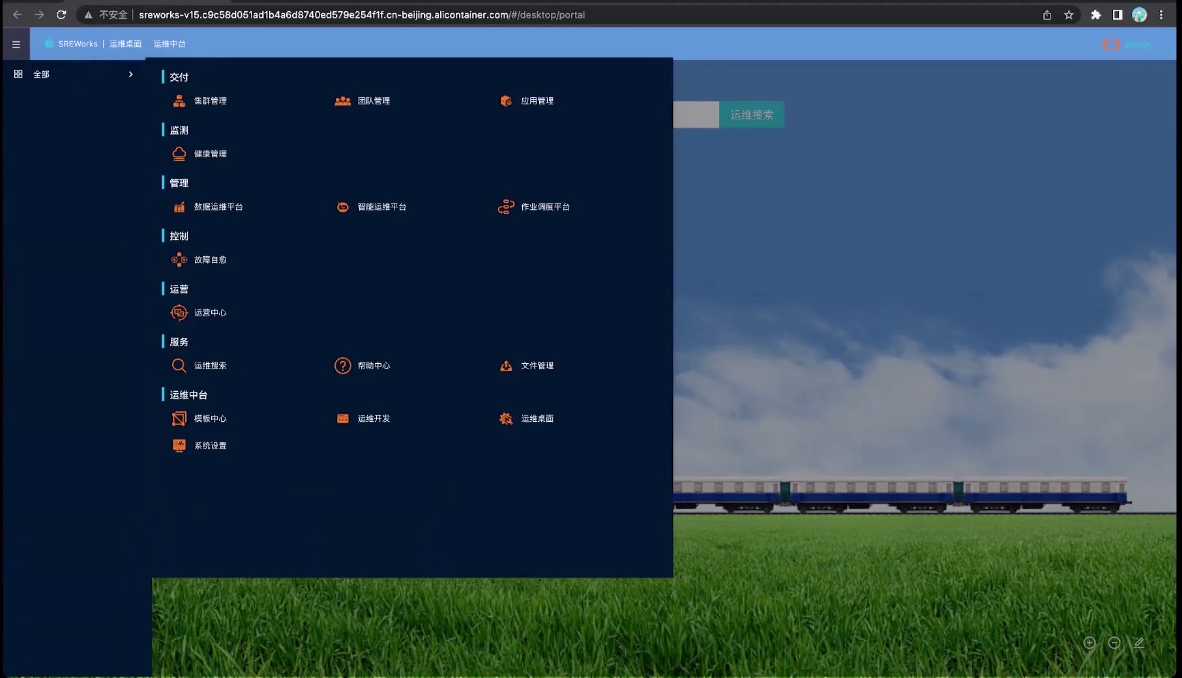 不安全 | sreworks-v15.c9c58d051ad1b4a6d8740ed579e254f1f.cn-beijing.alicontainer.com/#/desktop/portal
SREWorks | 运维桌面 运维中台 admin
全部
交付
集群管理 团队管理 应用管理
运维搜索
监测
健康管理
管理
数据运维平台 智能运维平台 作业调度平台
控制
故障自愈
运营
运营中心
服务
运维搜索 帮助中心 文件管理
运维中台
模板中心 运维开发 运维桌面
系统设置